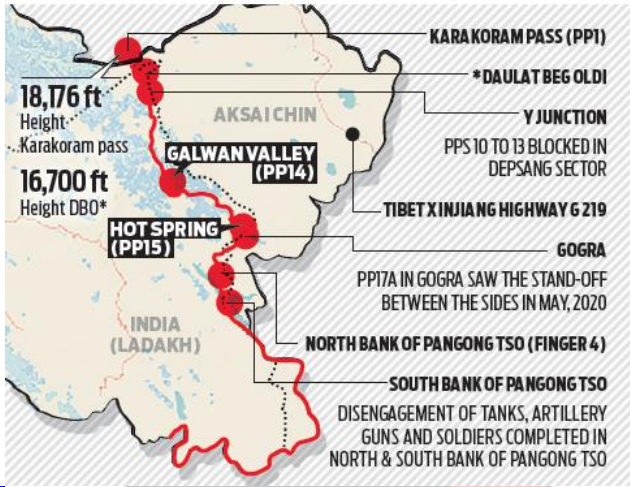 KARAKORAM PASS (PP1)
*DAULAT BEG OLDI
18,176 ft
Height
Karakoram pass
AKSAI CHIN
Y JUNCTION
PPS 10 TO 13 BLOCKED IN
DEPSANG SECTOR
GALWAN VALLEY
(PP14)
16,700 ft
Height DBO*
TIBET XINJIANG HIGHWAY G 219
HOT SPRING
(PP15)
GOGRA
PP17A IN GOGRA SAW THE STAND-OFF
BETWEEN THE SIDES IN MAY, 2020
INDIA
(LADAKH)
NORTH BANK OF PANGONG TSO (FINGER 4)
SOUTH BANK OF PANGONG TSO
DISENGAGEMENT OF TANKS, ARTILLERY
GUNS AND SOLDIERS COMPLETED IN
NORTH & SOUTH BANK OF PANGONG TSO